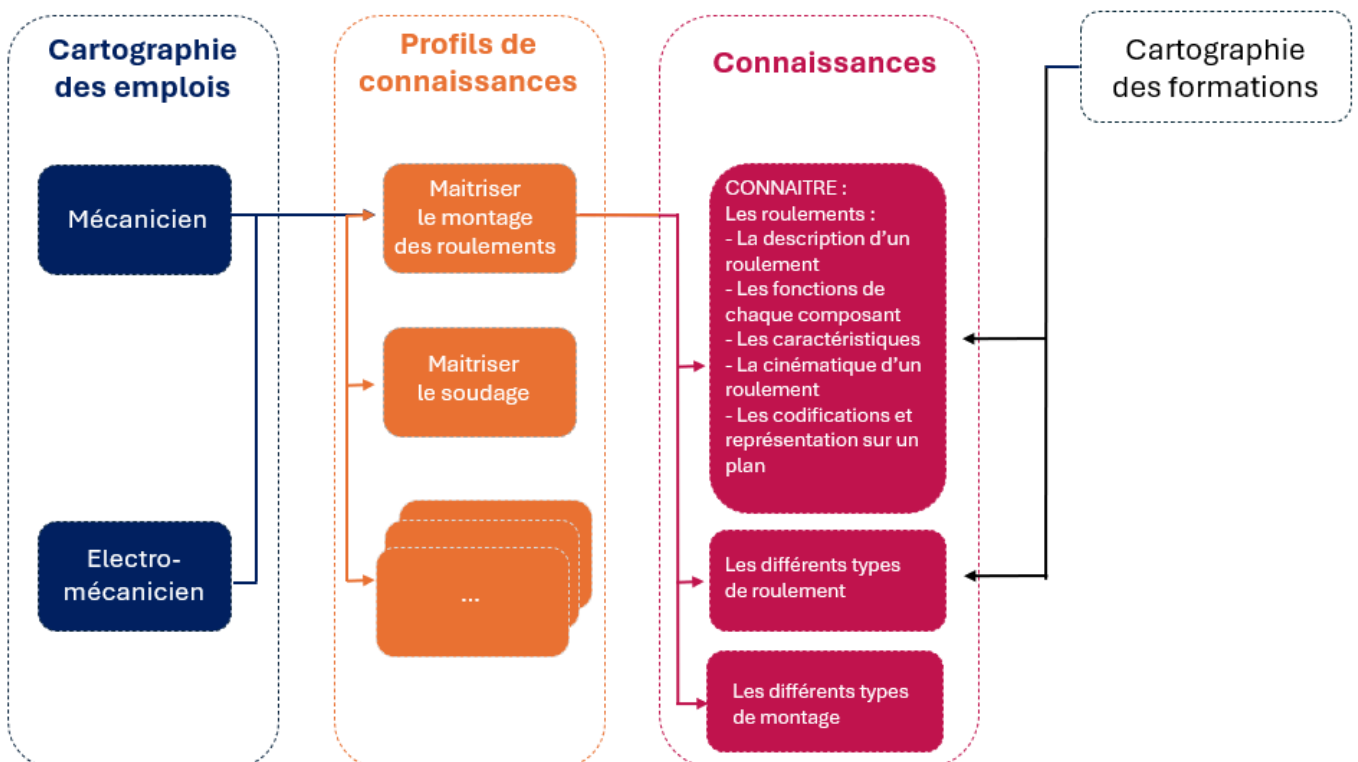 Cartographie
des emplois
Mécanicien
Electro-
mécanicien
Profils de
connaissances
Maitriser
le montage
des roulements
Maitriser
le soudage
...
Connaissances
CONNAITRE :
Les roulements :
- La description d’un
roulement
- Les fonctions de
chaque composant
- Les caractéristiques
- La cinématique d’un
roulement
- Les codifications et
représentation sur un
plan
Les différents types
de roulement
Les différents types
de montage
Cartographie
des formations